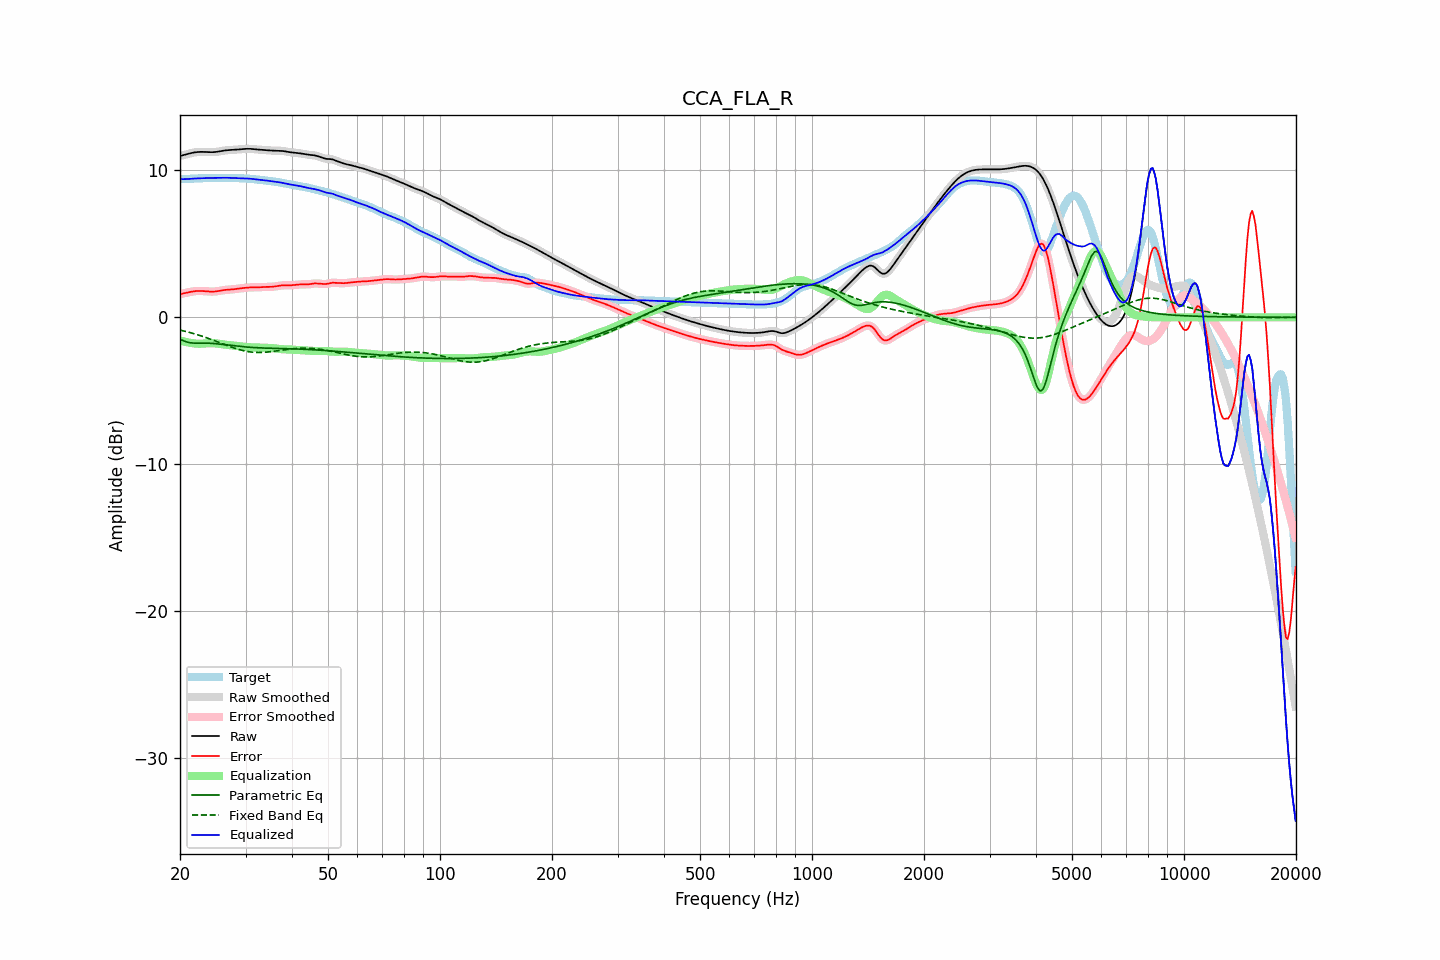 CCA_FLA_R
Amplitude (dBr)
10
0
−10
−20
−30
Target
Raw Smoothed
Error Smoothed
Raw
Error
Equalization
Parametric Eq
Fixed Band Eq
Equalized
20 50 100 200 500 1000 2000 5000 10000 20000
Frequency (Hz)